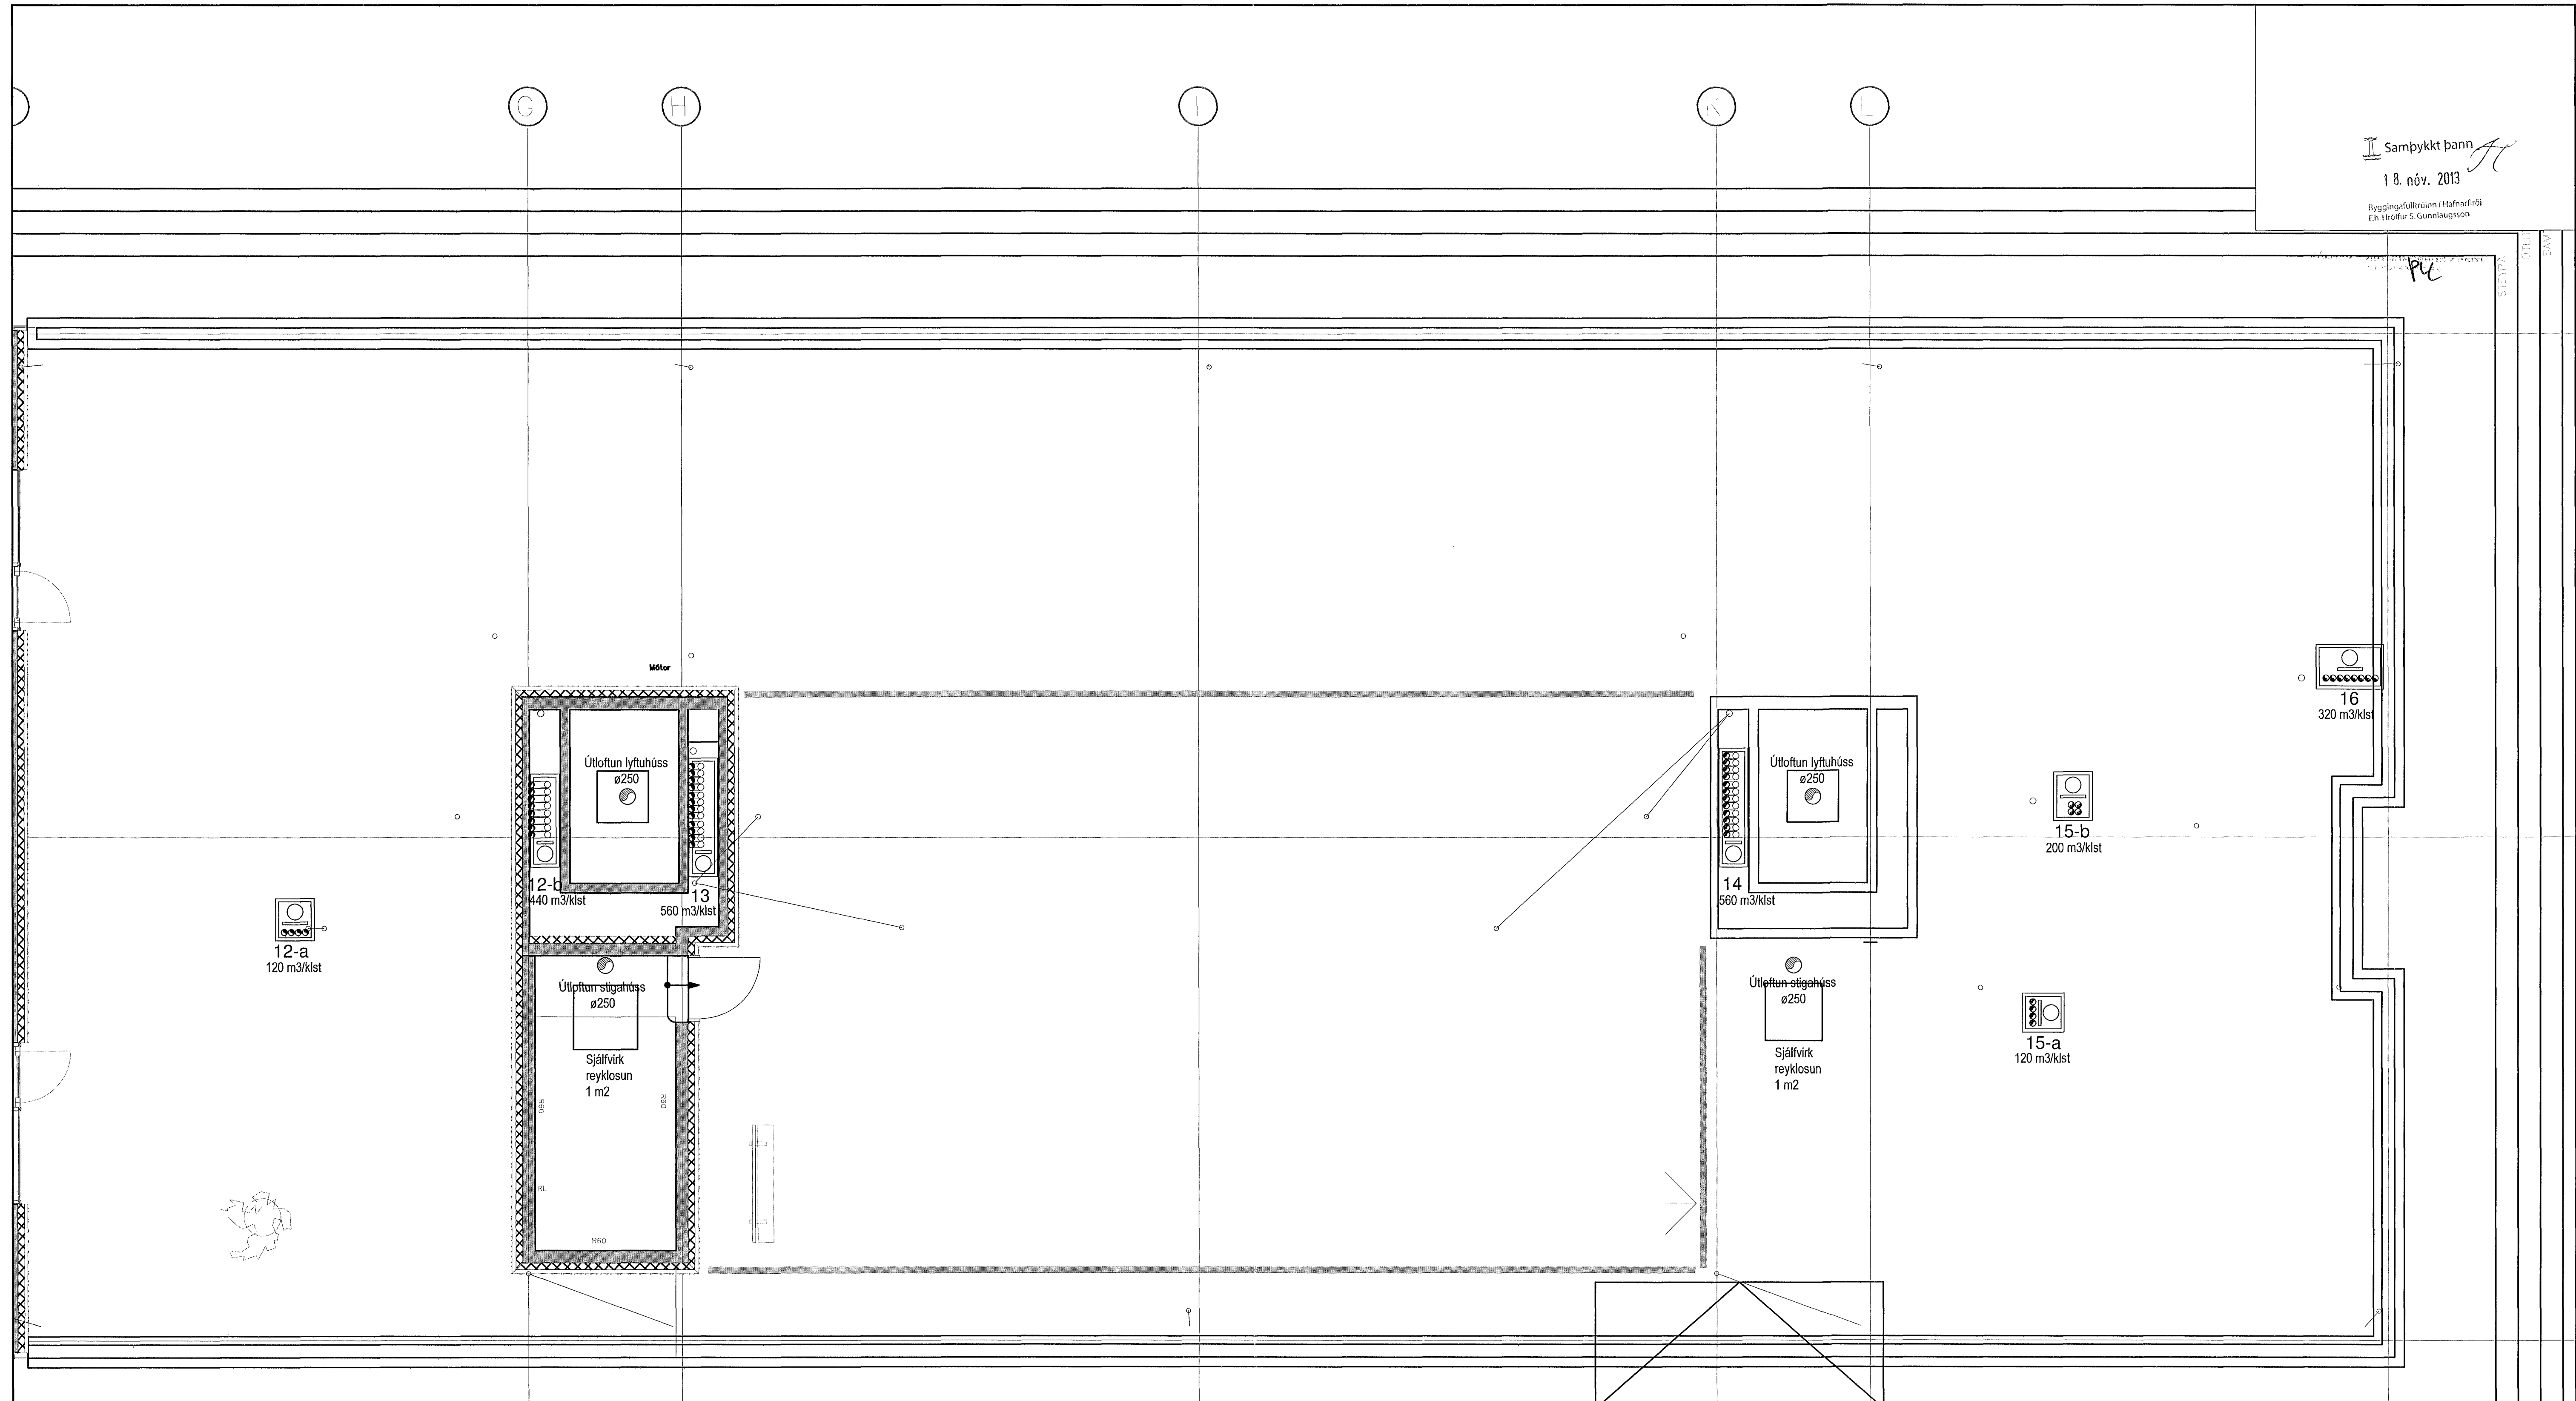 G
H
I
K
L
Samþykkt þann
18. nóv. 2013
Byggingafulltrúinn í Hafnarfirði
F.h. Hrólfur S. Gunnlaugsson
ÚTLIT
STEYPA
Mótor
Útloftun lyftuhúss
ø250
12-b
440 m3/klst
13
560 m3/klst
12-a
120 m3/klst
Útloftun stigahúss
ø250
Sjálfvirk
reyklosun
1 m2
R60
R60
RL
R60
Útloftun lyftuhúss
ø250
14
560 m3/klst
Útloftun stigahúss
ø250
Sjálfvirk
reyklosun
1 m2
16
320 m3/klst
15-b
200 m3/klst
15-a
120 m3/klst